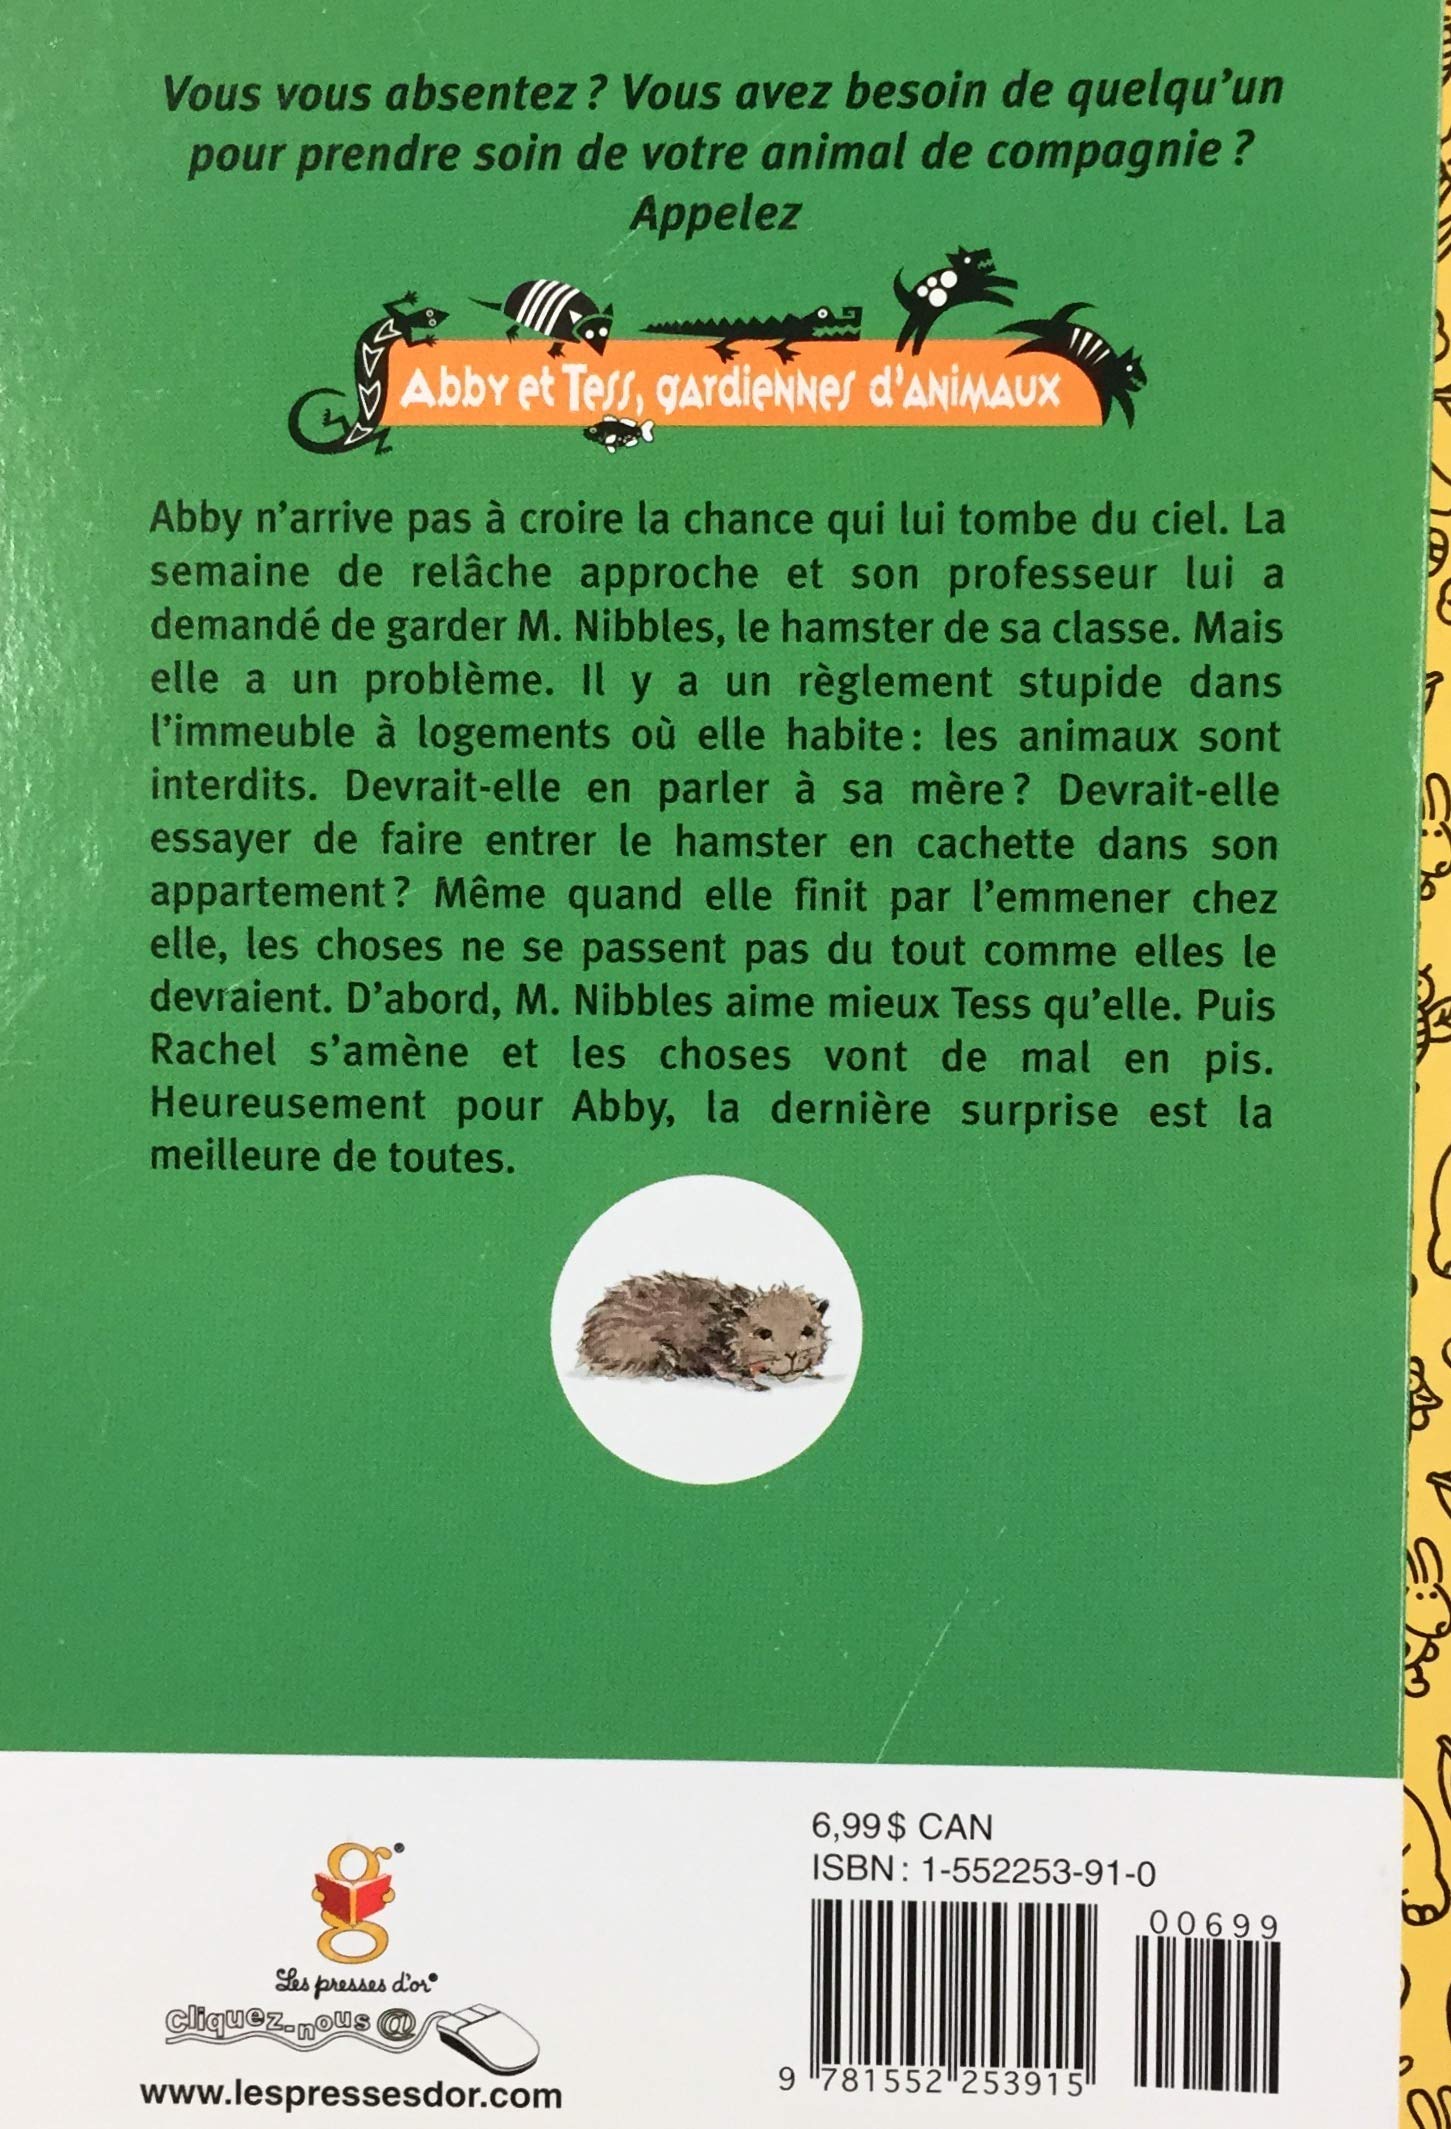 Vous vous absentez ? Vous avez besoin de quelqu'un
pour prendre soin de votre animal de compagnie ?
Appelez
Abby et Tess, gardiennes d'animaux
Abby n'arrive pas à croire la chance qui lui tombe du ciel. La
semaine de relâche approche et son professeur lui a
demandé de garder M. Nibbles, le hamster de sa classe. Mais
elle a un problème. Il y a un règlement stupide dans
l'immeuble à logements où elle habite : les animaux sont
interdits. Devrait-elle en parler à sa mère ? Devrait-elle
essayer de faire entrer le hamster en cachette dans son
appartement ? Même quand elle finit par l'emmener chez
elle, les choses ne se passent pas du tout comme elles le
devraient. D'abord, M. Nibbles aime mieux Tess qu'elle. Puis
Rachel s'amène et les choses vont de mal en pis.
Heureusement pour Abby, la dernière surprise est la
meilleure de toutes.
6,99 $ CAN
ISBN : 1-552253-91-0
00699
9 781552 253915
Les presses d'or
cliquez-nous @
www.lespressesdor.com